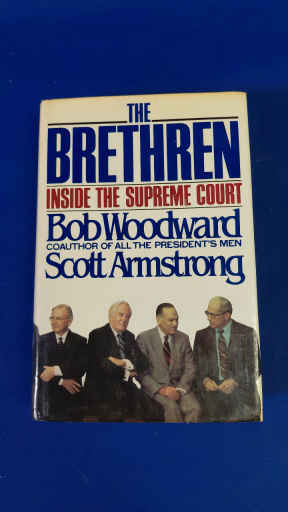 THE
BRETHREN
INSIDE THE SUPREME COURT
Bob Woodward
COAUTHOR OF ALL THE PRESIDENT'S MEN
Scott Armstrong